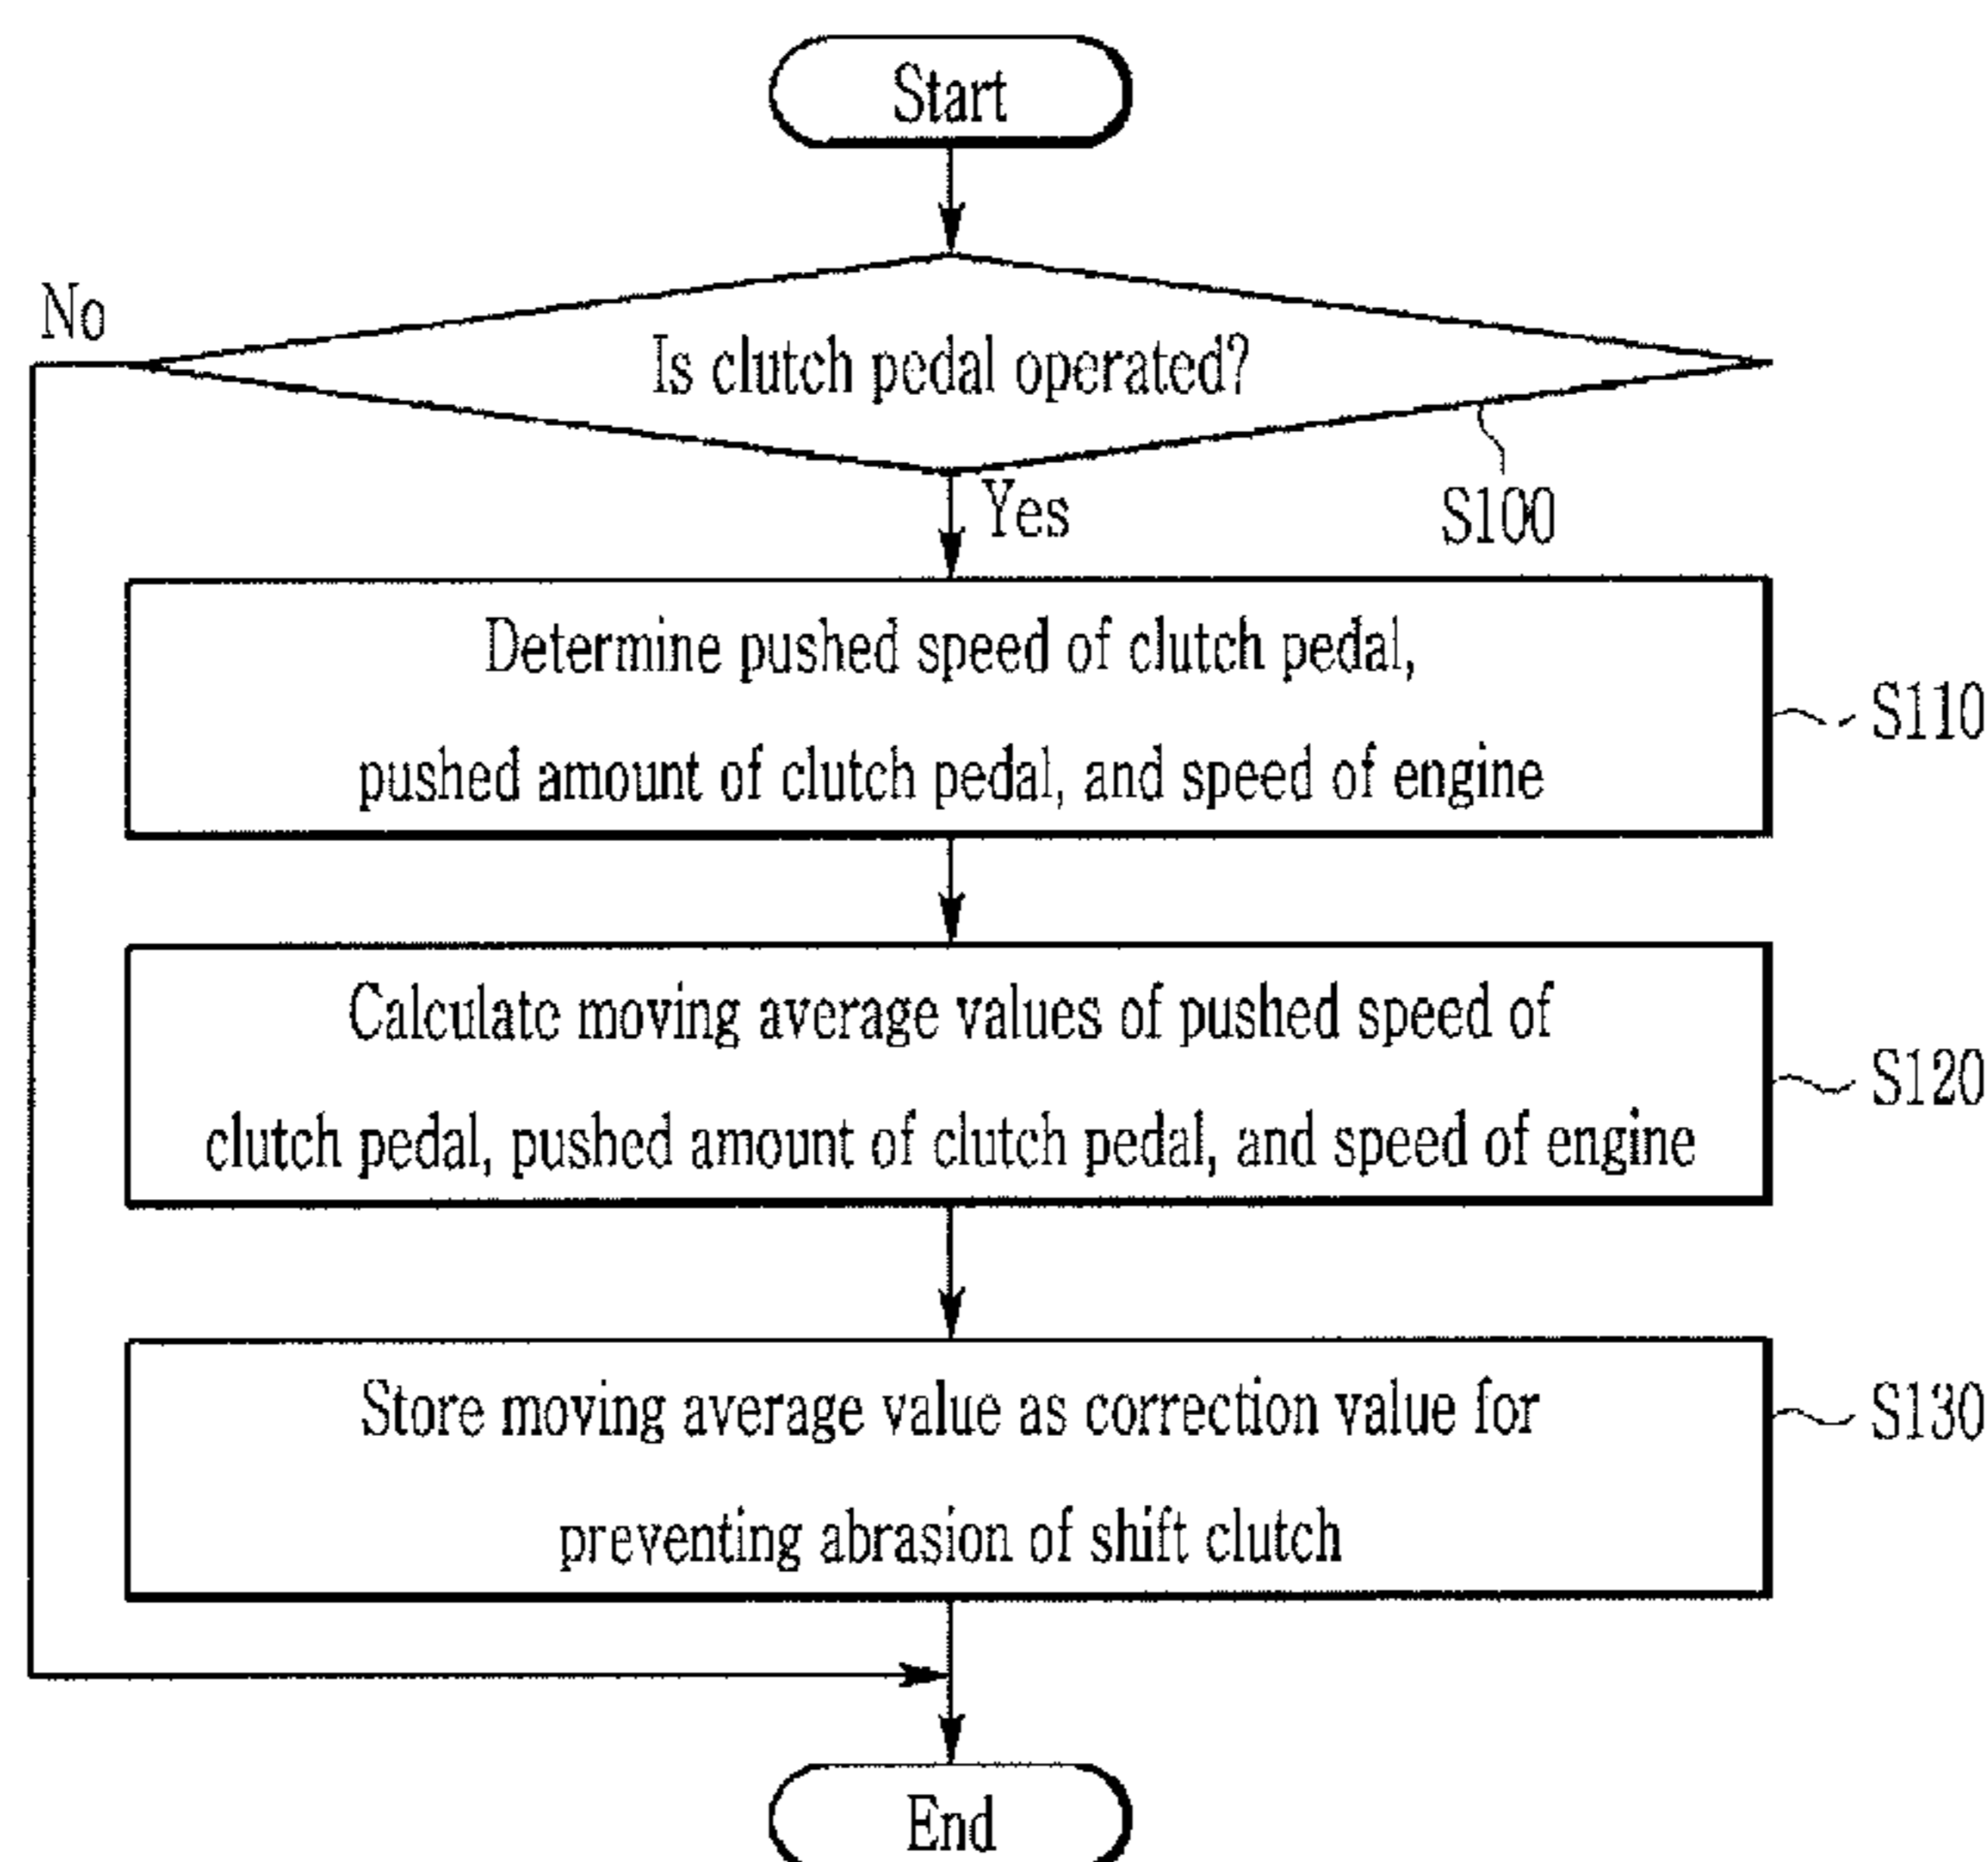 Start
No
Is clutch pedal operated?
Yes
S100
Determine pushed speed of clutch pedal,
pushed amount of clutch pedal, and speed of engine
S110
Calculate moving average values of pushed speed of
clutch pedal, pushed amount of clutch pedal, and speed of engine
S120
Store moving average value as correction value for
preventing abrasion of shift clutch
S130
End